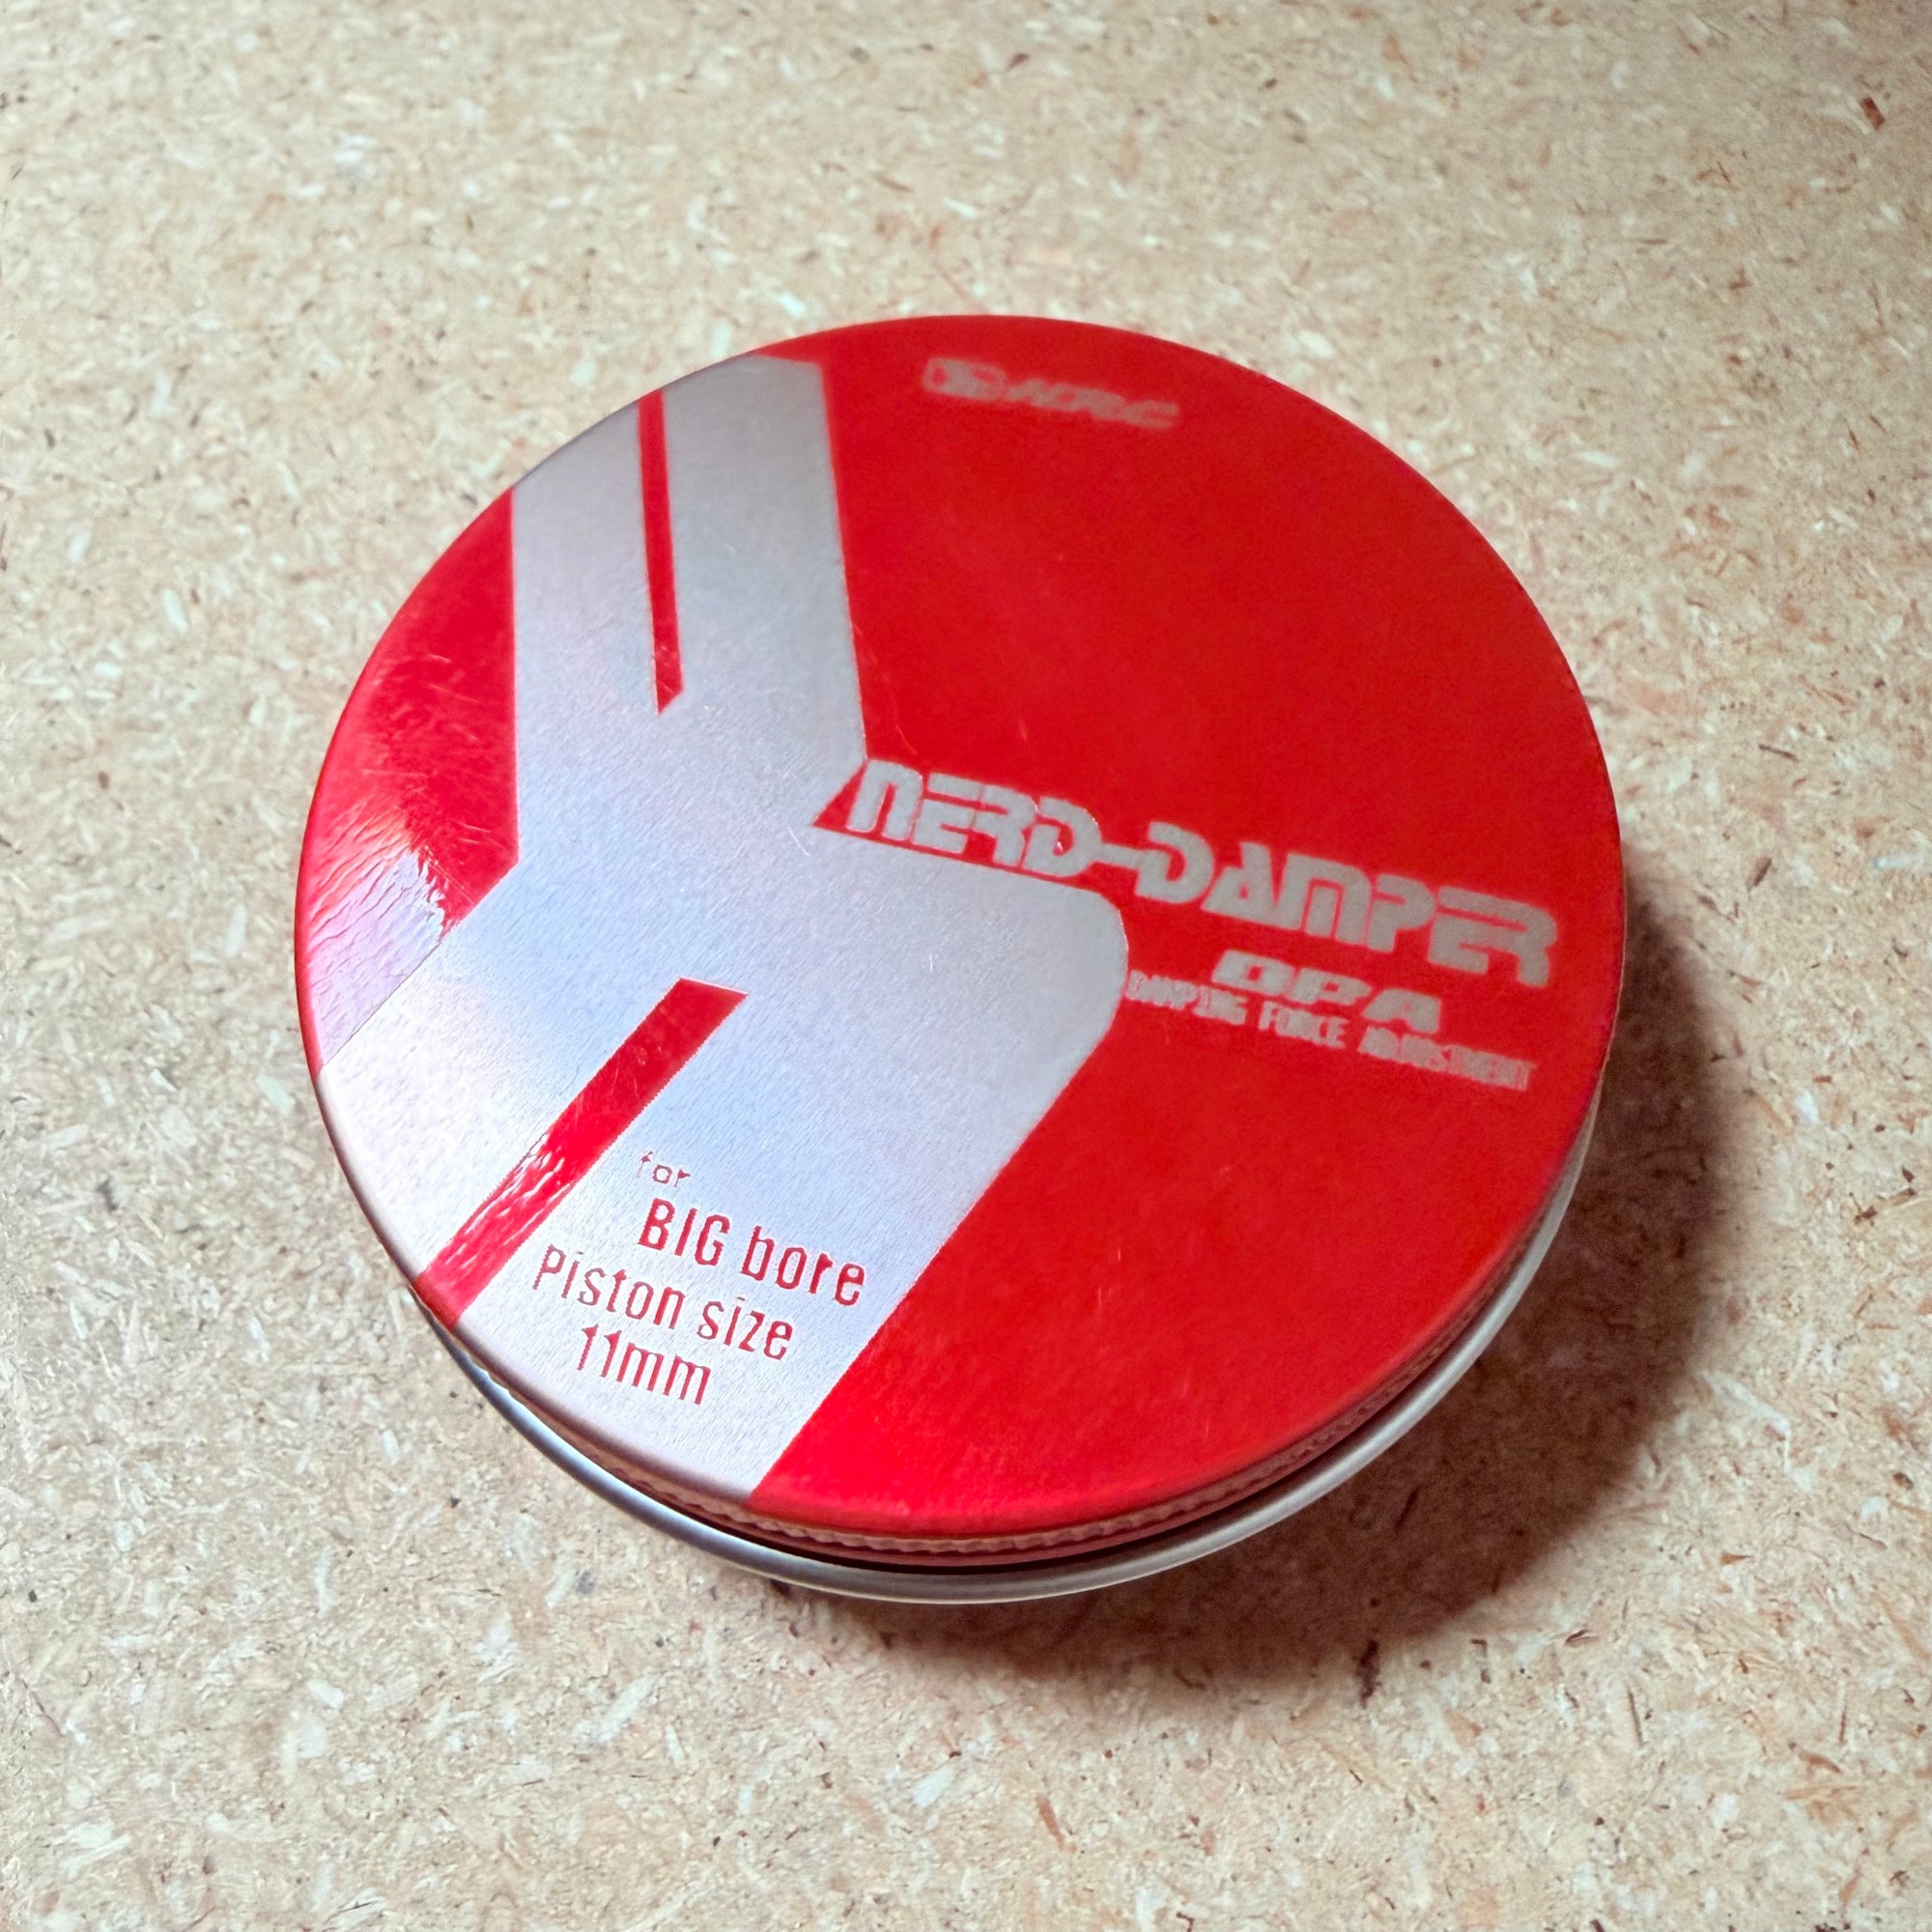 NERD-DAMPER
DPA
DAMPING FORCE ADJUSTMENT
for
BIG bore
Piston size
11mm